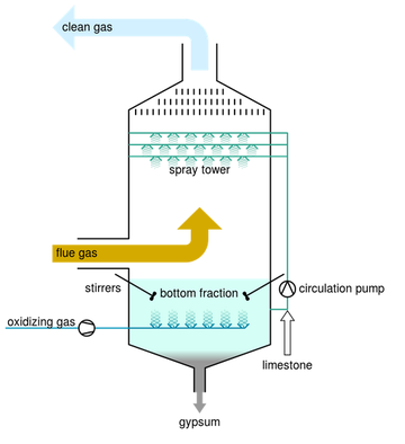 clean gas
spray tower
flue gas
stirrers
bottom fraction
circulation pump
oxidizing gas
limestone
gypsum